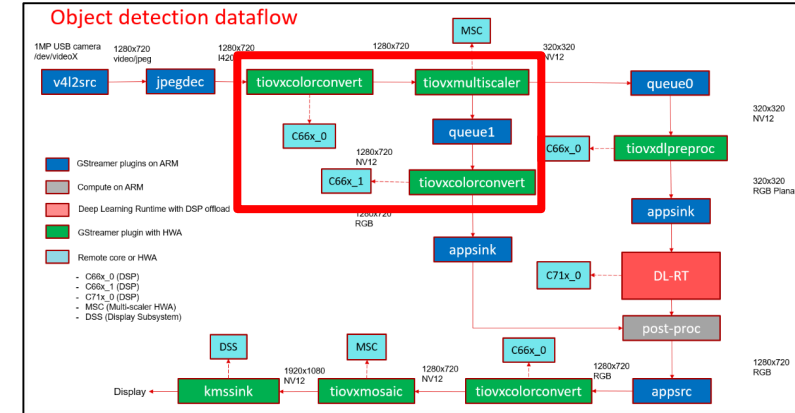 Object detection dataflow
MSC
1MP USB camera
/dev/videoX
1280x720
video/jpeg
1280x720
I420
1280x720
320x320
NV12
v4l2src
jpegdec
tiovxcolorconvert
tiovxmultiscaler
queue0
320x320
NV12
queue1
C66x_0
C66x_0
tiovxdlpreproc
1280x720
NV12
C66x_1
tiovxcolorconvert
320x320
RGB Plana
1280x720
RGB
appsink
appsink
GStreamer plugins on ARM
Compute on ARM
Deep Learning Runtime with DSP offload
GStreamer plugin with HWA
Remote core or HWA
- C66x_0 (DSP)
- C66x_1 (DSP)
- C71x_0 (DSP)
- MSC (Multi-scaler HWA)
- DSS (Display Subsystem)
C71x_0
DL-RT
post-proc
DSS
MSC
C66x_0
1920x1080
NV12
1280x720
NV12
1280x720
RGB
1280x720
RGB
Display
kmssink
tiovxmosaic
tiovxcolorconvert
appsrc